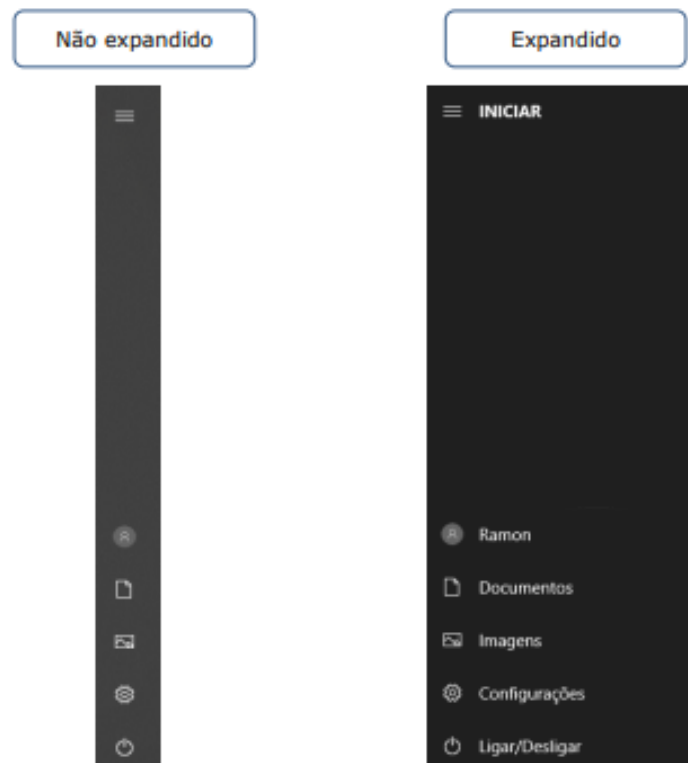 Não expandido
Expandido
INICIAR
Ramon
Documentos
Imagens
Configurações
Ligar/Desligar